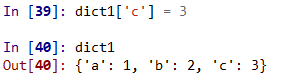 In [39]: dict1['c'] = 3
In [40]: dict1
Out[40]: {'a': 1, 'b': 2, 'c': 3}